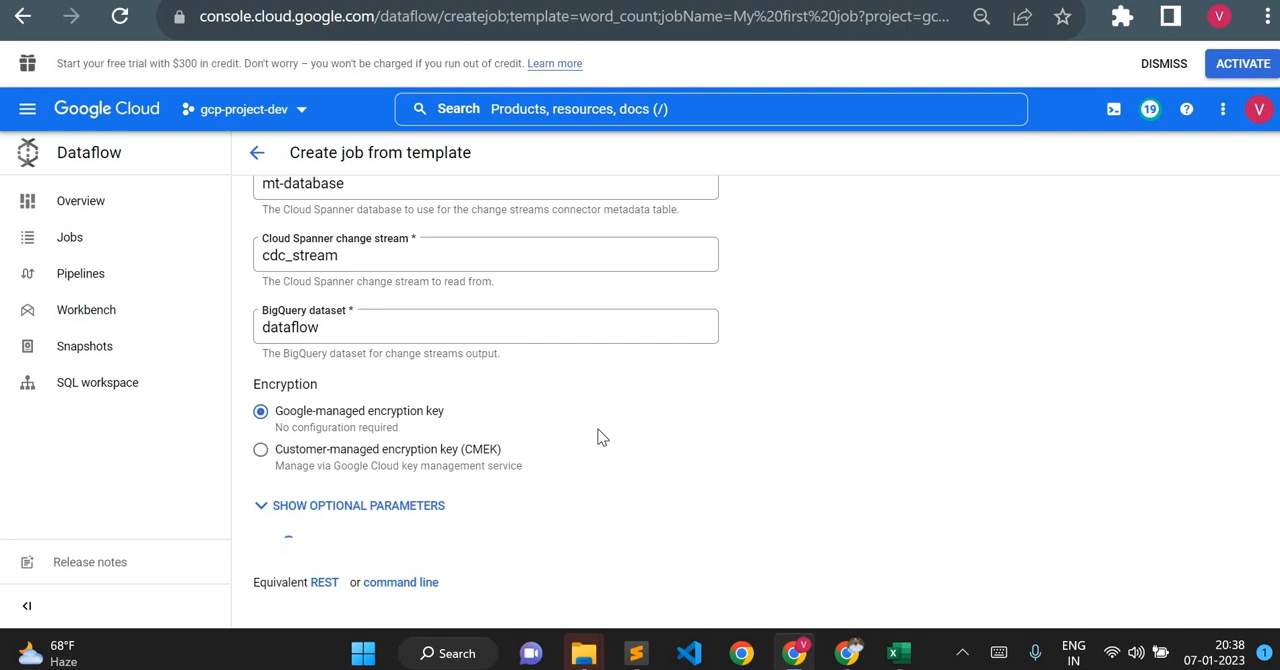 console.cloud.google.com/dataflow/createjob;template=word_count;jobName=My%20first%20job?project=gc...
V
Start your free trial with $300 in credit. Don't worry – you won't be charged if you run out of credit. Learn more
DISMISS
ACTIVATE
Google Cloud
gcp-project-dev
Search Products, resources, docs (/)
19
V
Dataflow
Create job from template
Overview
Jobs
Pipelines
Workbench
Snapshots
SQL workspace
Release notes
mt-database
The Cloud Spanner database to use for the change streams connector metadata table.
Cloud Spanner change stream *
cdc_stream
The Cloud Spanner change stream to read from.
BigQuery dataset *
dataflow
The BigQuery dataset for change streams output.
Encryption
Google-managed encryption key
No configuration required
Customer-managed encryption key (CMEK)
Manage via Google Cloud key management service
SHOW OPTIONAL PARAMETERS
Equivalent REST or command line
68°F
Haze
Search
ENG
IN
20:38
07-01-2023
1